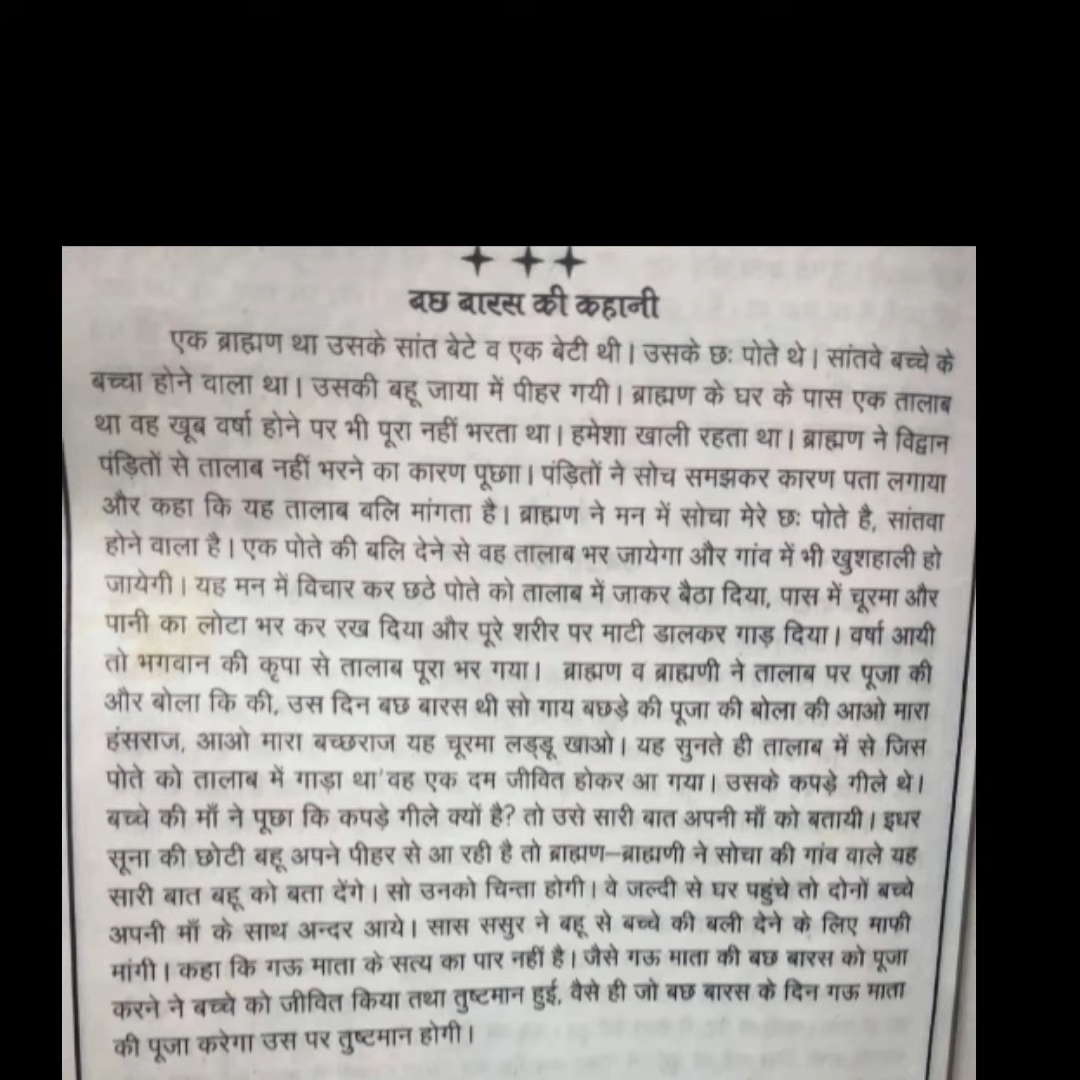 बछ बारस की कहानी
एक ब्राह्मण था उसके सांत बेटे व एक बेटी थी। उसके छः पोते थे। सांतवे बच्चे के
बच्चा होने वाला था। उसकी बहू जाया में पीहर गयी। ब्राह्मण के घर के पास एक तालाब
था वह खूब वर्षा होने पर भी पूरा नहीं भरता था। हमेशा खाली रहता था। ब्राह्मण ने विद्वान
पंड़ितों से तालाब नहीं भरने का कारण पूछाा। पंड़ितों ने सोच समझकर कारण पता लगाया
और कहा कि यह तालाब बलि मांगता है। ब्राह्मण ने मन में सोचा मेरे छः पोते है, सांतवा
होने वाला है। एक पोते की बलि देने से वह तालाब भर जायेगा और गांव में भी खुशहाली हो
जायेगी। यह मन में विचार कर छठे पोते को तालाब में जाकर बैठा दिया, पास में चूरमा और
पानी का लोटा भर कर रख दिया और पूरे शरीर पर माटी डालकर गाड़ दिया। वर्षा आयी
तो भगवान की कृपा से तालाब पूरा भर गया। ब्राह्मण व ब्राह्मणी ने तालाब पर पूजा की
और बोला कि की, उस दिन बछ बारस थी सो गाय बछड़े की पूजा की बोला की आओ मारा
हंसराज, आओ मारा बच्छराज यह चूरमा लड्डू खाओ। यह सुनते ही तालाब में से जिस
पोते को तालाब में गाड़ा था वह एक दम जीवित होकर आ गया। उसके कपड़े गीले थे।
बच्चे की माँ ने पूछा कि कपड़े गीले क्यों है? तो उसे सारी बात अपनी माँ को बतायी। इधर
सूना की छोटी बहू अपने पीहर से आ रही है तो ब्राह्मण–ब्राह्मणी ने सोचा की गांव वाले यह
सारी बात बहू को बता देंगे। सो उनको चिन्ता होगी। वे जल्दी से घर पहुंचे तो दोनों बच्चे
अपनी माँ के साथ अन्दर आये। सास ससुर ने बहू से बच्चे की बली देने के लिए माफी
मांगी। कहा कि गऊ माता के सत्य का पार नहीं है। जैसे गऊ माता की बछ बारस को पूजा
करने ने बच्चे को जीवित किया तथा तुष्टमान हुई, वैसे ही जो बछ बारस के दिन गऊ माता
की पूजा करेगा उस पर तुष्टमान होगी।